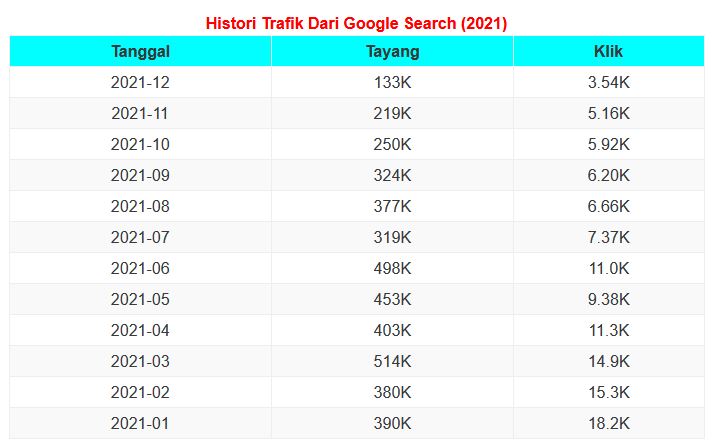 Histori Trafik Dari Google Search (2021)
Tanggal Tayang Klik
2021-12 133K 3.54K
2021-11 219K 5.16K
2021-10 250K 5.92K
2021-09 324K 6.20K
2021-08 377K 6.66K
2021-07 319K 7.37K
2021-06 498K 11.0K
2021-05 453K 9.38K
2021-04 403K 11.3K
2021-03 514K 14.9K
2021-02 380K 15.3K
2021-01 390K 18.2K